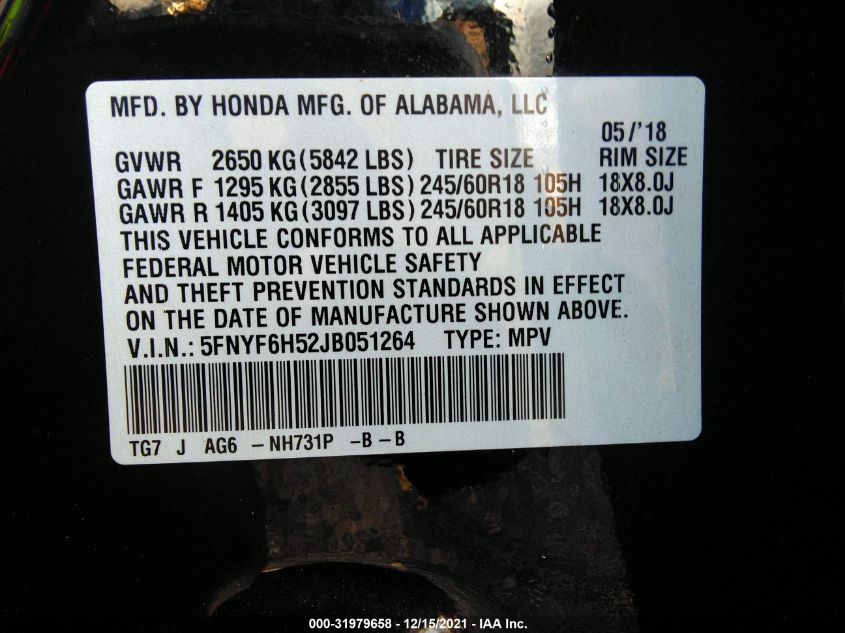 MFD. BY HONDA MFG. OF ALABAMA, LLC
05/'18
GVWR 2650 KG(5842 LBS) TIRE SIZE RIM SIZE
GAWR F 1295 KG(2855 LBS) 245/60R18 105H 18X8.0J
GAWR R 1405 KG(3097 LBS) 245/60R18 105H 18X8.0J
THIS VEHICLE CONFORMS TO ALL APPLICABLE
FEDERAL MOTOR VEHICLE SAFETY
AND THEFT PREVENTION STANDARDS IN EFFECT
ON THE DATE OF MANUFACTURE SHOWN ABOVE.
V.I.N.: 5FNYF6H52JB051264 TYPE: MPV
TG7 J AG6 -NH731P -B-B
000-31979658 - 12/15/2021 - IAA Inc.